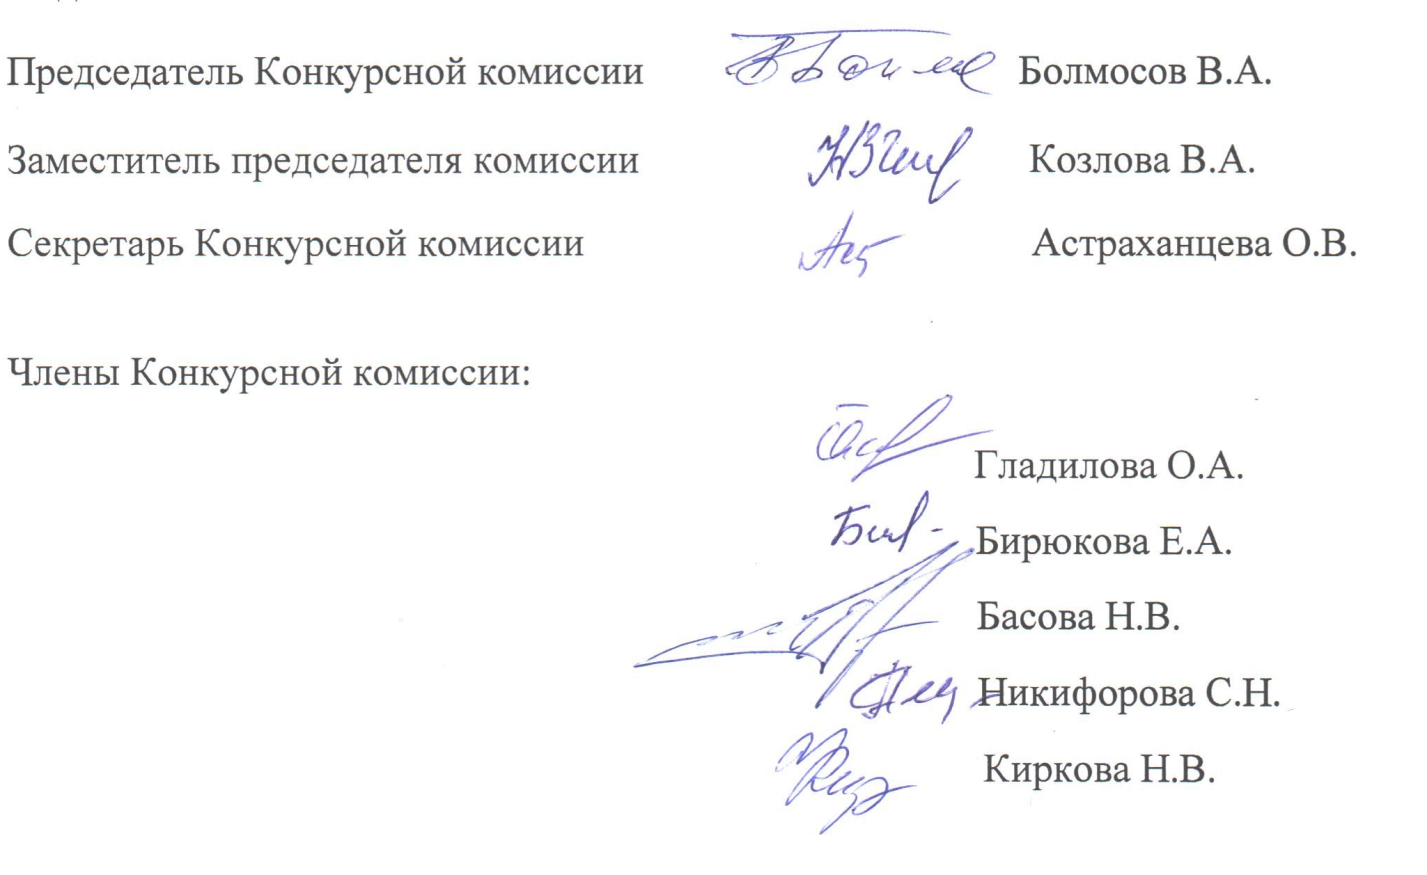 Председатель Конкурсной комиссии Болмосов В.А.
Заместитель председателя комиссии Козлова В.А.
Секретарь Конкурсной комиссии Астраханцева О.В.
Члены Конкурсной комиссии:
Гладилова О.А.
Бирюкова Е.А.
Басова Н.В.
Никифорова С.Н.
Киркова Н.В.